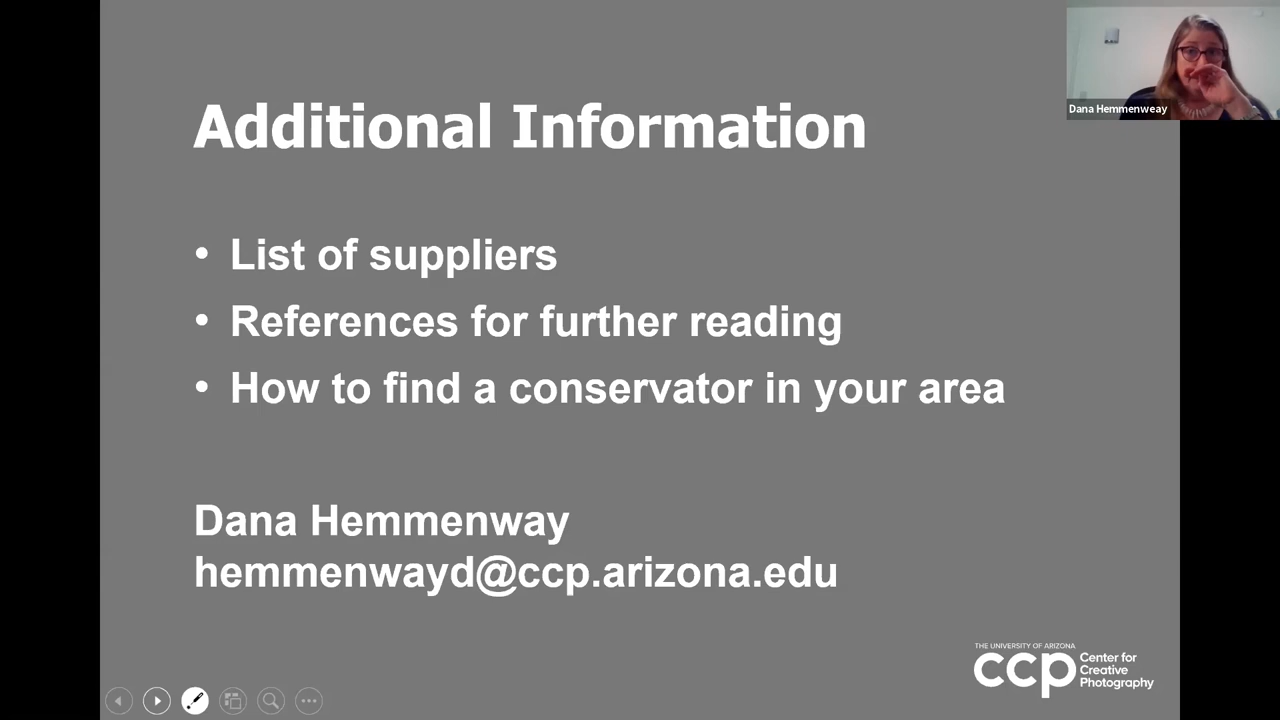 Additional Information
• List of suppliers
• References for further reading
• How to find a conservator in your area
Dana Hemmenway
hemmenwayd@ccp.arizona.edu
THE UNIVERSITY OF ARIZONA
ccp
Center for
Creative
Photography
Dana Hemmenweay